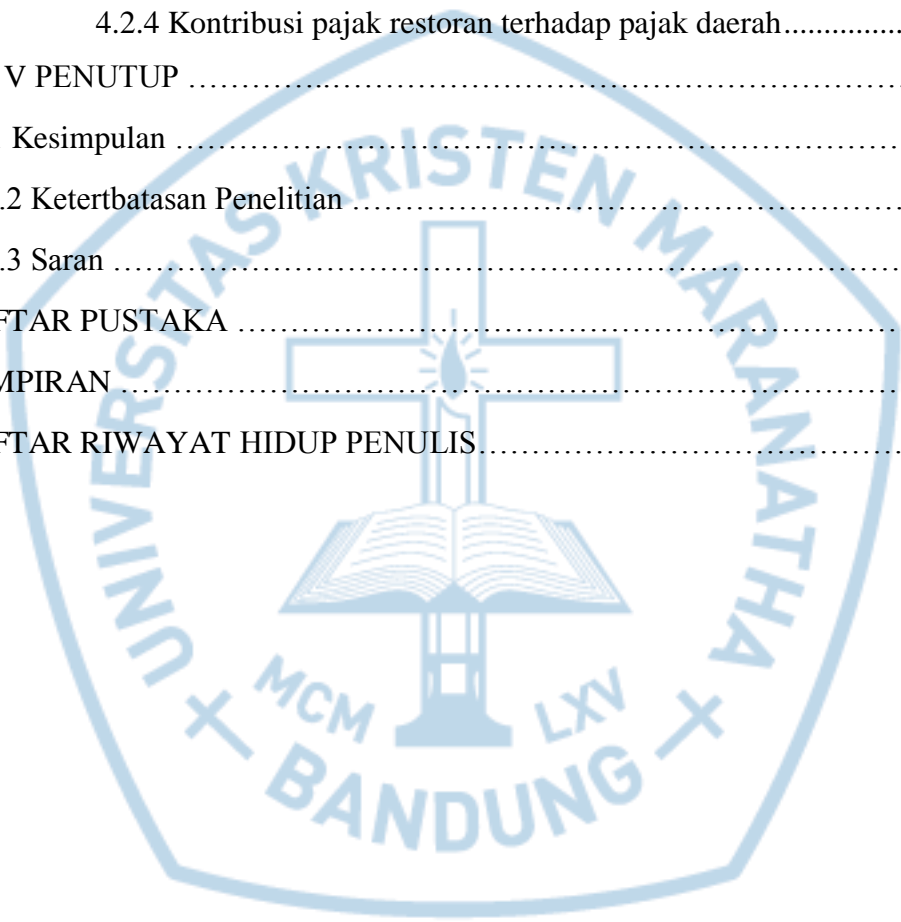 4.2.4 Kontribusi pajak restoran terhadap pajak daerah...............
V PENUTUP …………...……………………………………………………
Kesimpulan …………………………………………………………………
.2 Ketertbatasan Penelitian …………………………………………………
.3 Saran ………………………………………………………………………
FTAR PUSTAKA ……………………………………………………………
MPIRAN ……………………………………………………………………
FTAR RIWAYAT HIDUP PENULIS……………………………………
UNIVERSITAS KRISTEN MARANATHA
MCM LXV
BANDUNG